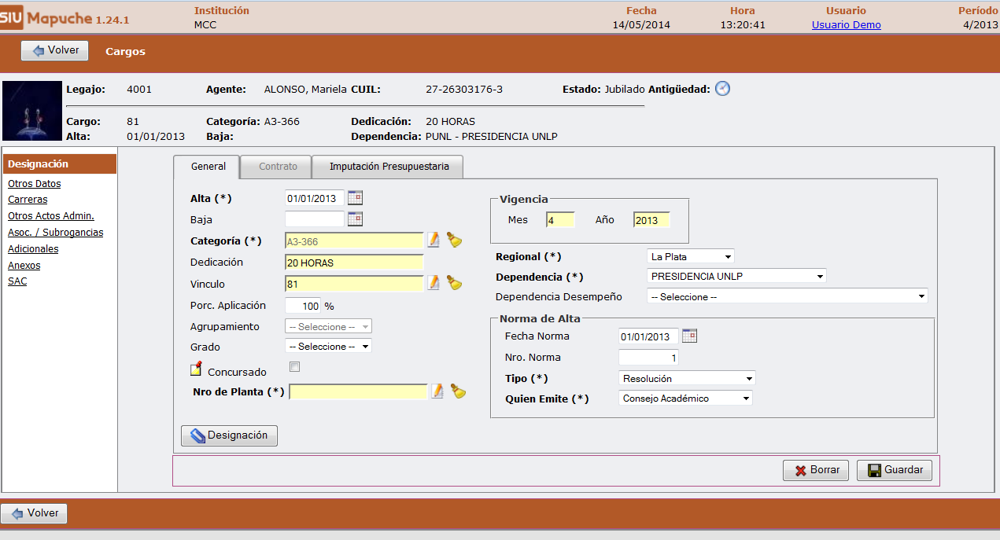 SIU Mapuche 1.24.1 Institución Fecha Hora Usuario Período
MCC 14/05/2014 13:20:41 Usuario Demo 4/2013
Volver Cargos
Legajo: 4001 Agente: ALONSO, Mariela CUIL: 27-26303176-3 Estado: Jubilado Antigüedad:
Cargo: 81 Categoría: A3-366 Dedicación: 20 HORAS
Alta: 01/01/2013 Baja: Dependencia: PUNL - PRESIDENCIA UNLP
Designación
Otros Datos
Carreras
Otros Actos Admin.
Asoc. / Subrogancias
Adicionales
Anexos
SAC
General Contrato Imputación Presupuestaria
Alta (*) 01/01/2013
Baja
Categoría (*) A3-366
Dedicación 20 HORAS
Vinculo 81
Porc. Aplicación 100 %
Agrupamiento -- Seleccione --
Grado -- Seleccione --
Concursado
Nro de Planta (*)
Designación
Vigencia
Mes 4 Año 2013
Regional (*) La Plata
Dependencia (*) PRESIDENCIA UNLP
Dependencia Desempeño -- Seleccione --
Norma de Alta
Fecha Norma 01/01/2013
Nro. Norma 1
Tipo (*) Resolución
Quien Emite (*) Consejo Académico
Borrar Guardar
Volver